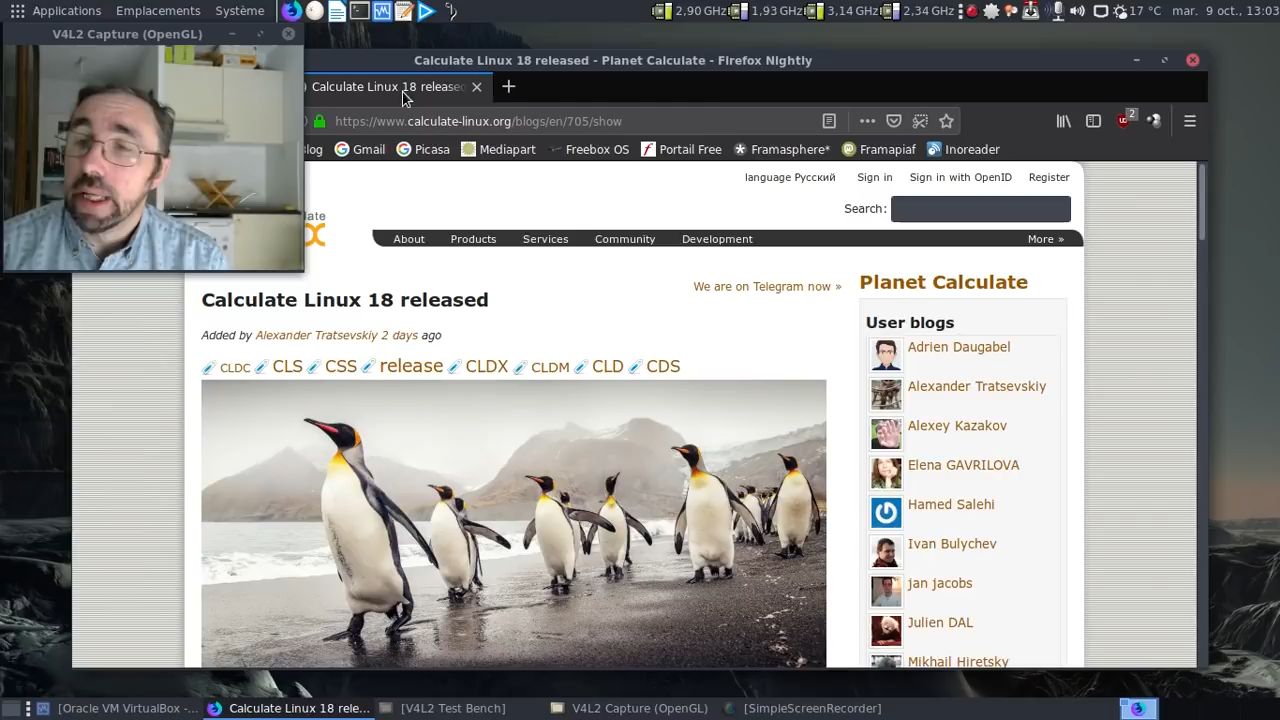 Applications Emplacements Système
2,90 GHz 1,93 GHz 3,14 GHz 2,34 GHz 17 °C mar. 9 oct., 13:03
V4L2 Capture (OpenGL)
Calculate Linux 18 released - Planet Calculate - Firefox Nightly
Calculate Linux 18 released
https://www.calculate-linux.org/blogs/en/705/show
2
Gmail Picasa Mediapart Freebox OS Portail Free Framasphere* Framapiaf Inoreader
language Русский Sign in Sign in with OpenID Register
Search:
About Products Services Community Development More »
We are on Telegram now »
Calculate Linux 18 released
Added by Alexander Tratsevskiy 2 days ago
CLDC CLS CSS release CLDX CLDM CLD CDS
Planet Calculate
User blogs
Adrien Daugabel
Alexander Tratsevskiy
Alexey Kazakov
Elena GAVRILOVA
Hamed Salehi
Ivan Bulychev
jan jacobs
Julien DAL
Mikhail Hiretsky
[Oracle VM VirtualBox -... Calculate Linux 18 rele... [V4L2 Test Bench] V4L2 Capture (OpenGL) [SimpleScreenRecorder]